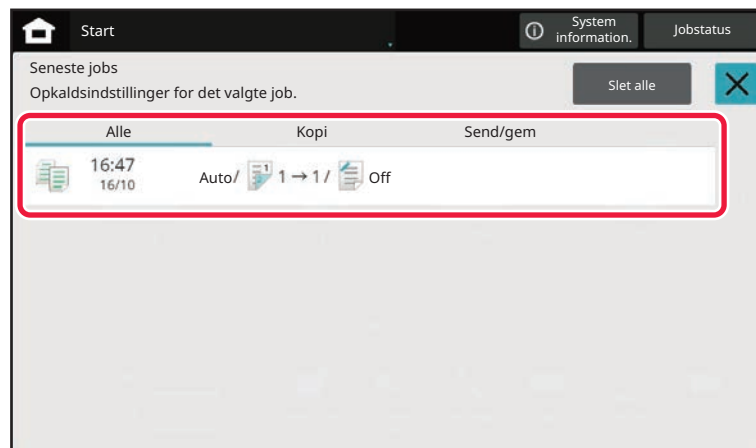 Start
System
information.
Jobstatus
Seneste jobs
Opkaldsindstillinger for det valgte job.
Slet alle
Alle Kopi Send/gem
16:47
16/10
Auto/ 1 1 → 1 / Off